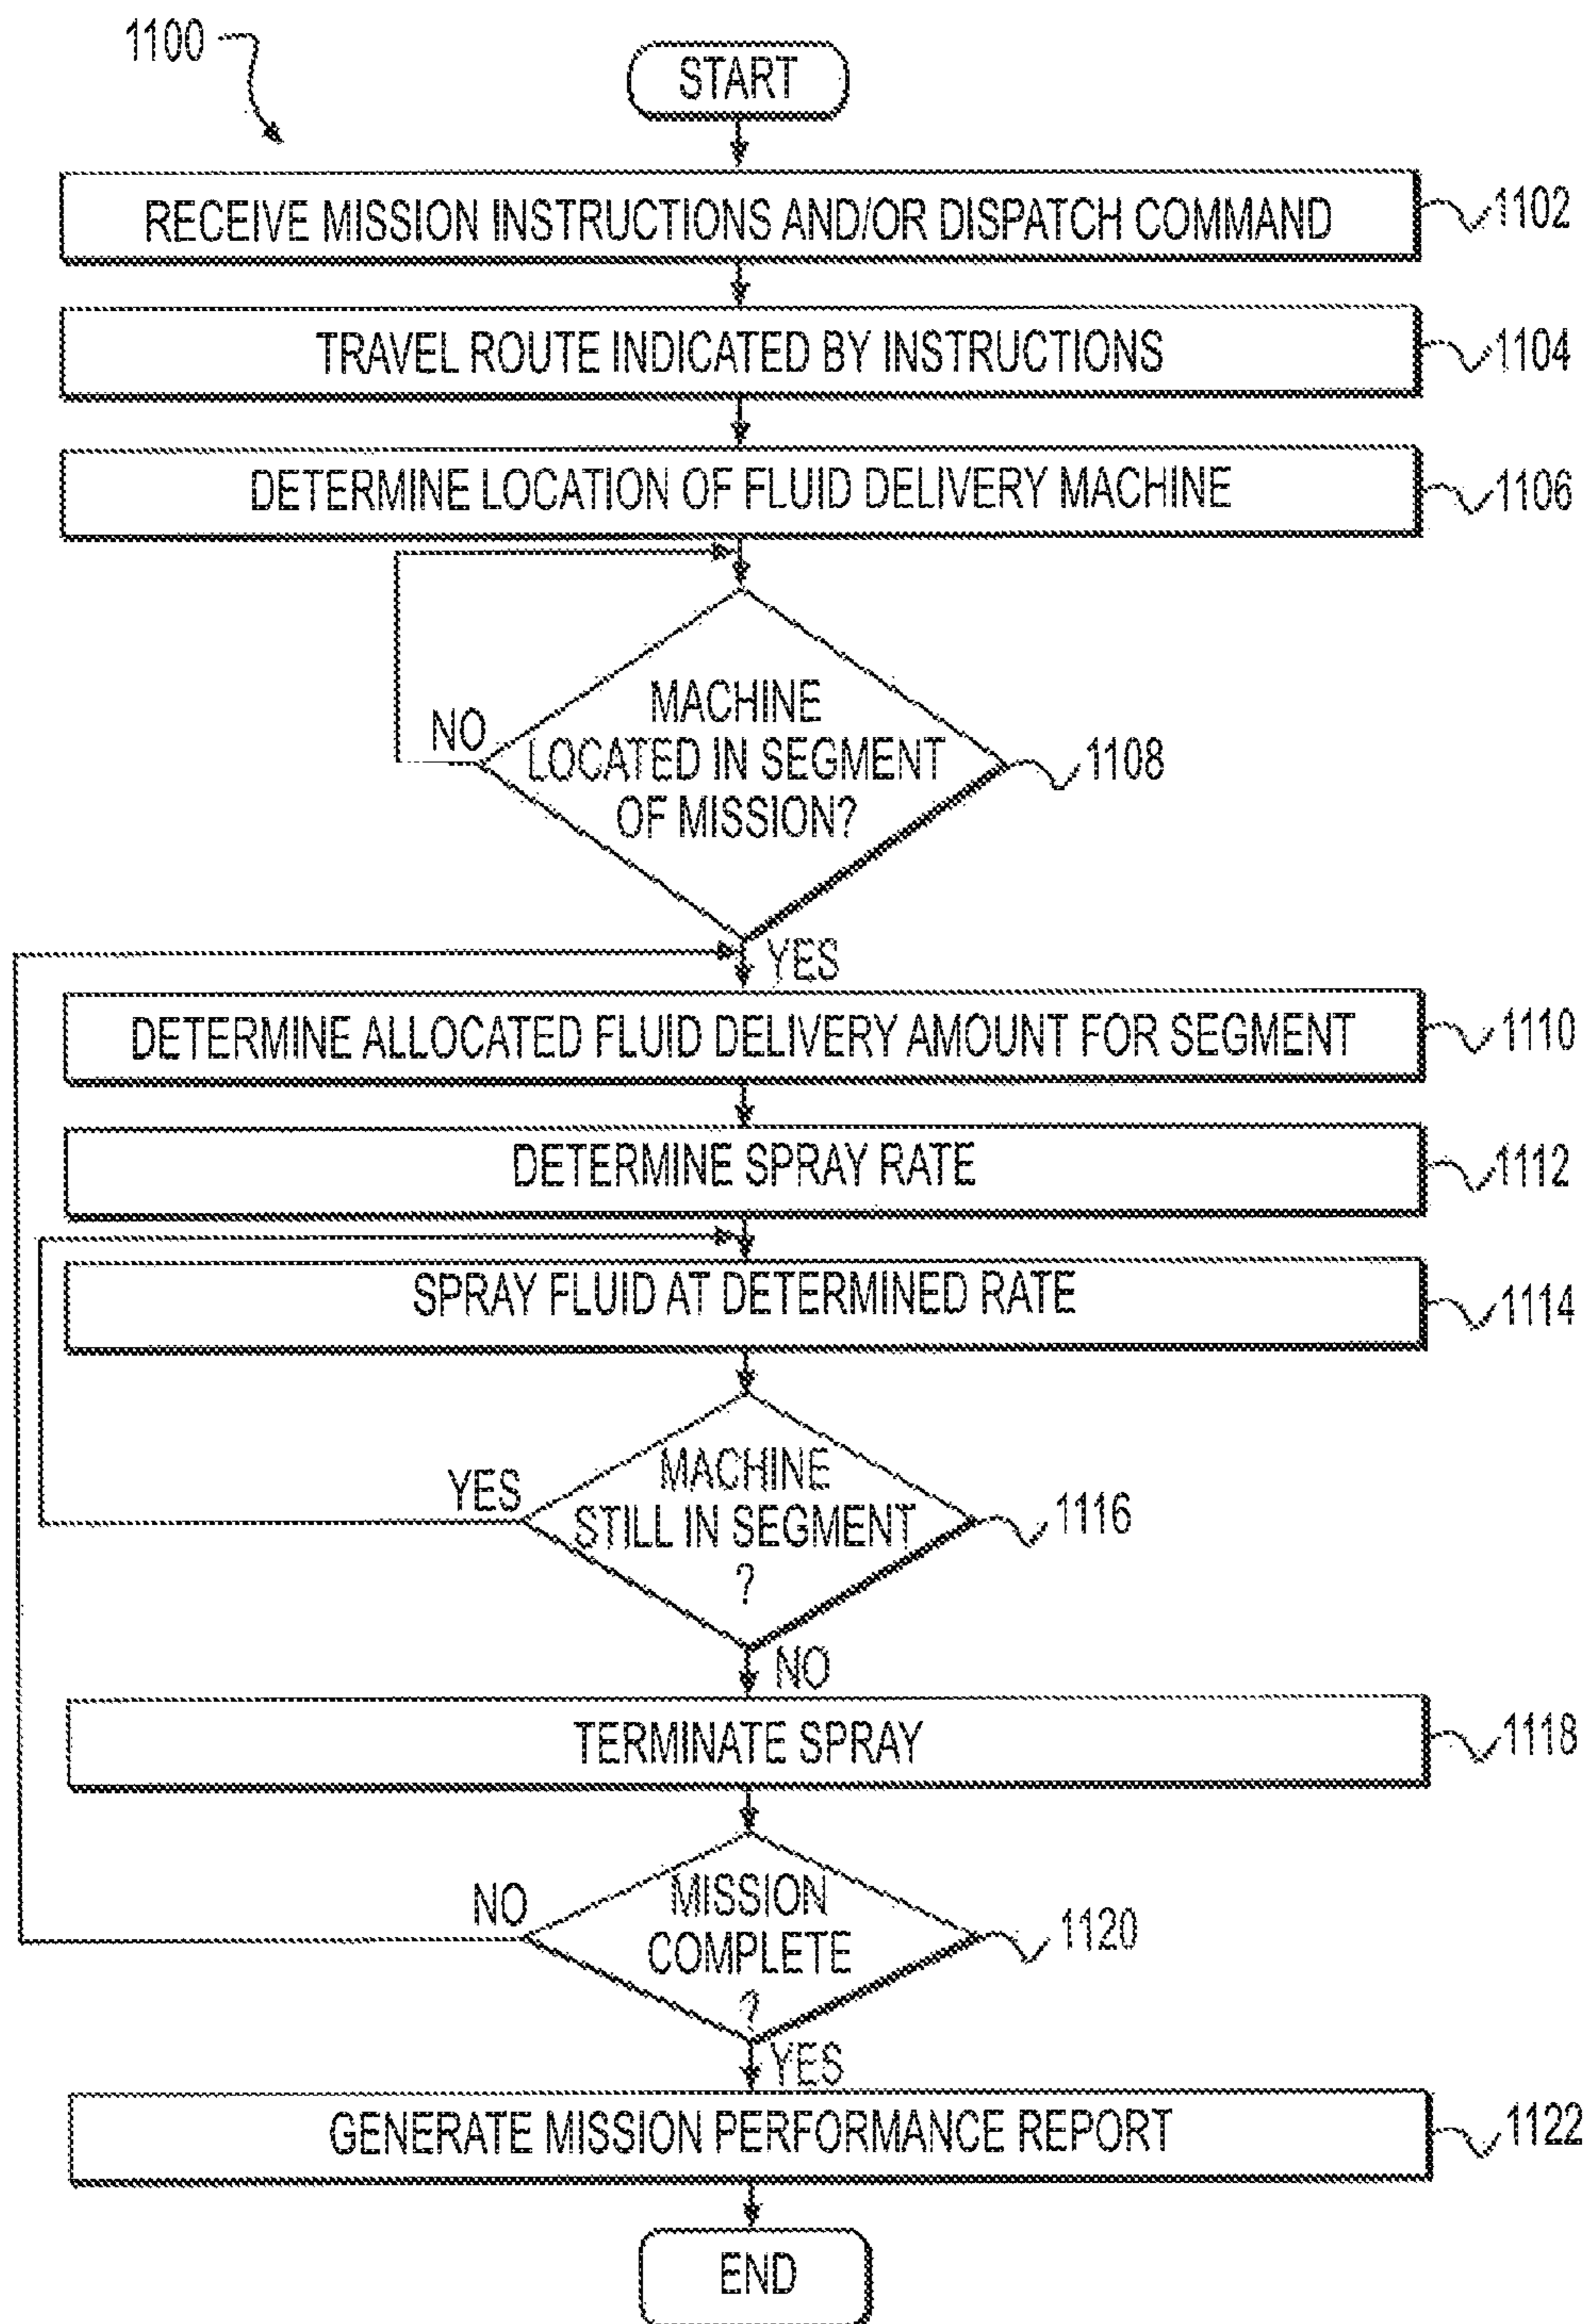 1100
START
RECEIVE MISSION INSTRUCTIONS AND/OR DISPATCH COMMAND
1102
TRAVEL ROUTE INDICATED BY INSTRUCTIONS
1104
DETERMINE LOCATION OF FLUID DELIVERY MACHINE
1106
MACHINE
LOCATED IN SEGMENT
OF MISSION?
NO
1108
YES
DETERMINE ALLOCATED FLUID DELIVERY AMOUNT FOR SEGMENT
1110
DETERMINE SPRAY RATE
1112
SPRAY FLUID AT DETERMINED RATE
1114
MACHINE
STILL IN SEGMENT
?
YES
1116
NO
TERMINATE SPRAY
1118
MISSION
COMPLETE
?
NO
1120
YES
GENERATE MISSION PERFORMANCE REPORT
1122
END